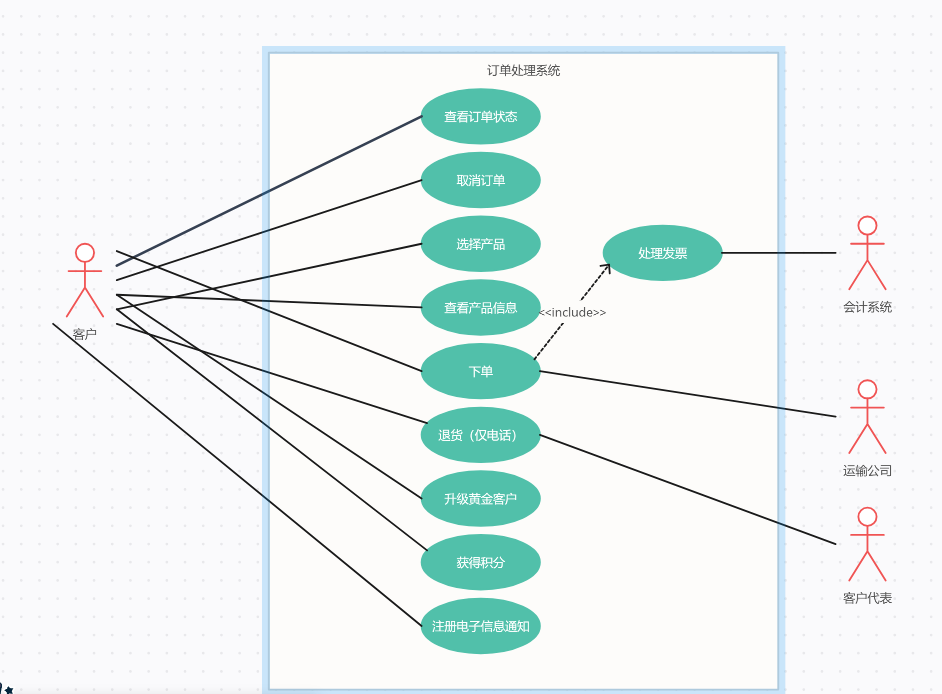 订单处理系统
查看订单状态
取消订单
选择产品
处理发票
查看产品信息
<<include>>
下单
退货（仅电话）
升级黄金客户
获得积分
注册电子信息通知
客户
会计系统
运输公司
客户代表